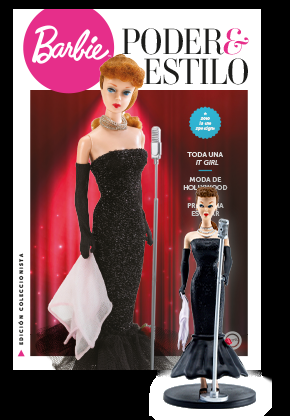 Barbie
PODER&
ESTILO
TODA UNA
IT GIRL
MODA DE
HOLLYWOOD
EDICIÓN COLECCIONISTA